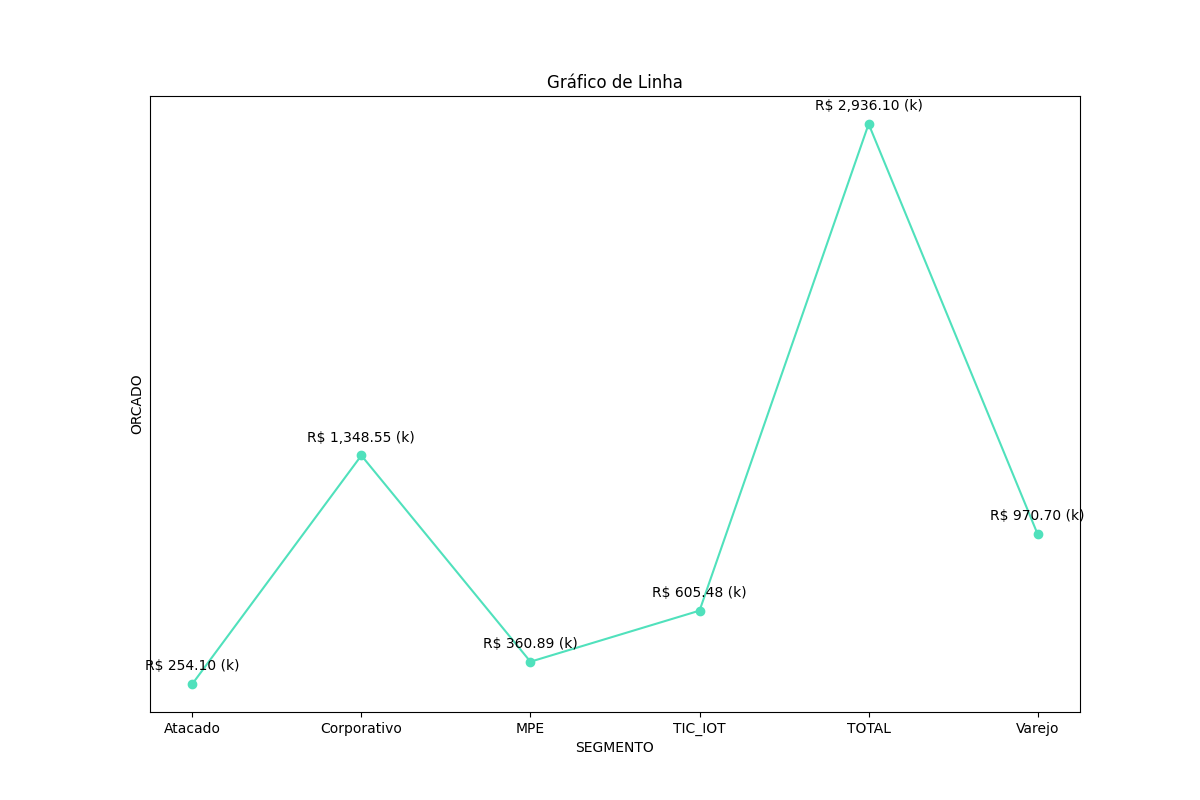 Gráfico de Linha
R$ 2,936.10 (k)
R$ 1,348.55 (k)
R$ 970.70 (k)
R$ 605.48 (k)
R$ 360.89 (k)
R$ 254.10 (k)
ORCADO
Atacado Corporativo MPE TIC_IOT TOTAL Varejo
SEGMENTO